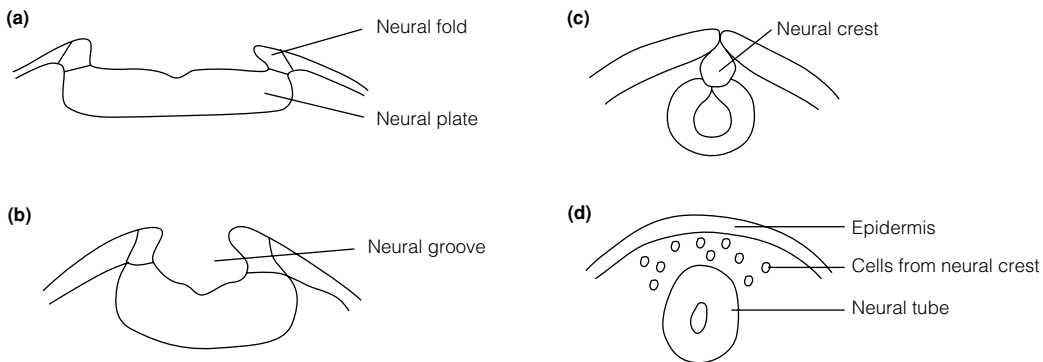 (a)
Neural fold
Neural plate
(b)
Neural groove
(c)
Neural crest
(d)
Epidermis
Cells from neural crest
Neural tube